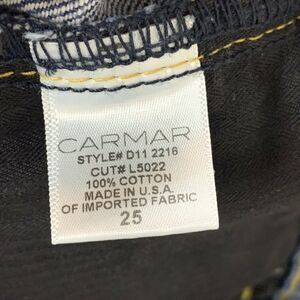 CARMAR
STYLE# D11 2216
CUT# L5022
100% COTTON
MADE IN U.S.A.
OF IMPORTED FABRIC
25